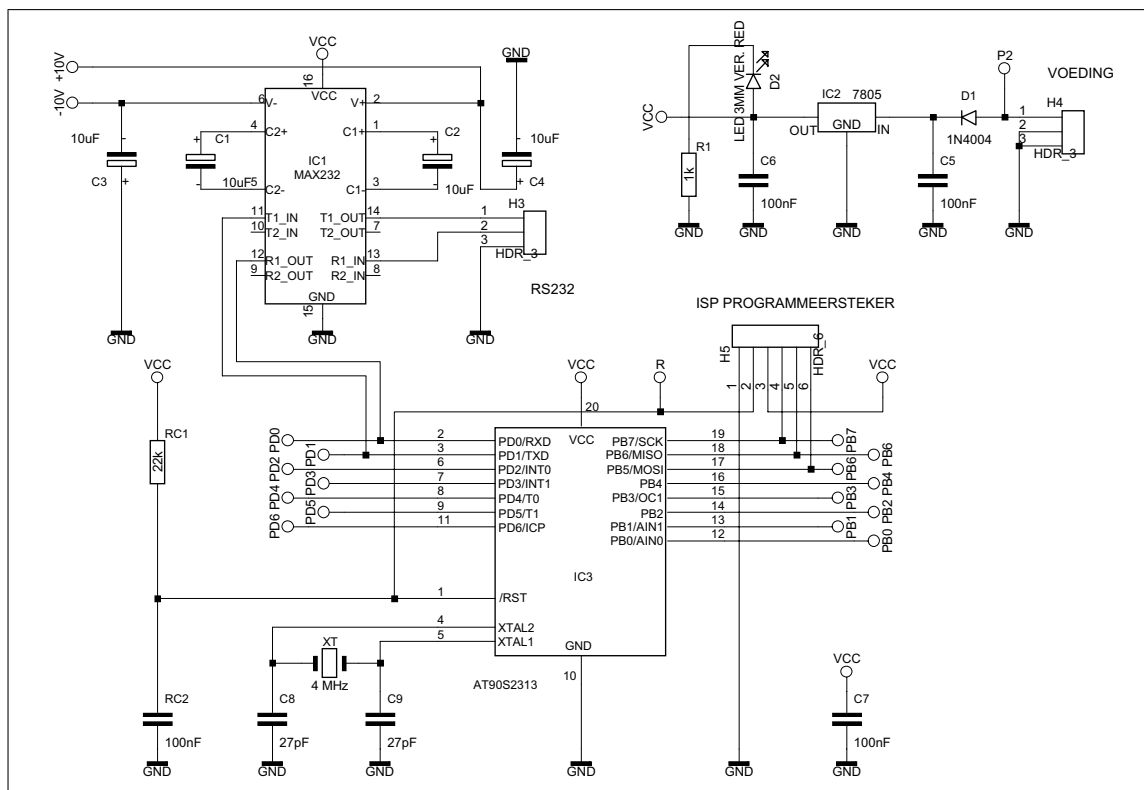 +10V
-10V
VCC
16
VCC
6
V-
V+
2
4
C2+
C1+
1
5
C2-
C1-
3
IC1
MAX232
11
T1_IN
T1_OUT
14
10
T2_IN
T2_OUT
7
12
R1_OUT
R1_IN
13
9
R2_OUT
R2_IN
8
GND
15
GND
10uF
-
+
C3
GND
+
C1
-
10uF
+
C2
-
10uF
GND
-
10uF
+
C4
1
2
3
H3
HDR_3
GND
RS232
VCC
R1
1k
GND
LED 3MM VER. RED
D2
C6
100nF
GND
IC2
7805
OUT
GND
IN
GND
C5
100nF
GND
D1
1N4004
P2
VOEDING
H4
1
2
3
HDR_3
GND
ISP PROGRAMMEERSTEKER
H5
HDR_6
1
2
3
4
5
6
VCC
R
VCC
VCC
RC1
22k
RC2
100nF
GND
20
VCC
PD0
2
PD0/RXD
PD1
3
PD1/TXD
PD2
6
PD2/INT0
PD3
7
PD3/INT1
PD4
8
PD4/T0
PD5
9
PD5/T1
PD6
11
PD6/ICP
PB7/SCK
19
PB7
PB6/MISO
18
PB6
PB5/MOSI
17
PB6
PB4
16
PB4
PB3/OC1
15
PB3
PB2
14
PB2
PB1/AIN1
13
PB1
PB0/AIN0
12
PB0
IC3
1
/RST
4
XTAL2
5
XTAL1
GND
10
AT90S2313
GND
XT
4 MHz
C8
27pF
GND
C9
27pF
GND
GND
VCC
C7
100nF
GND